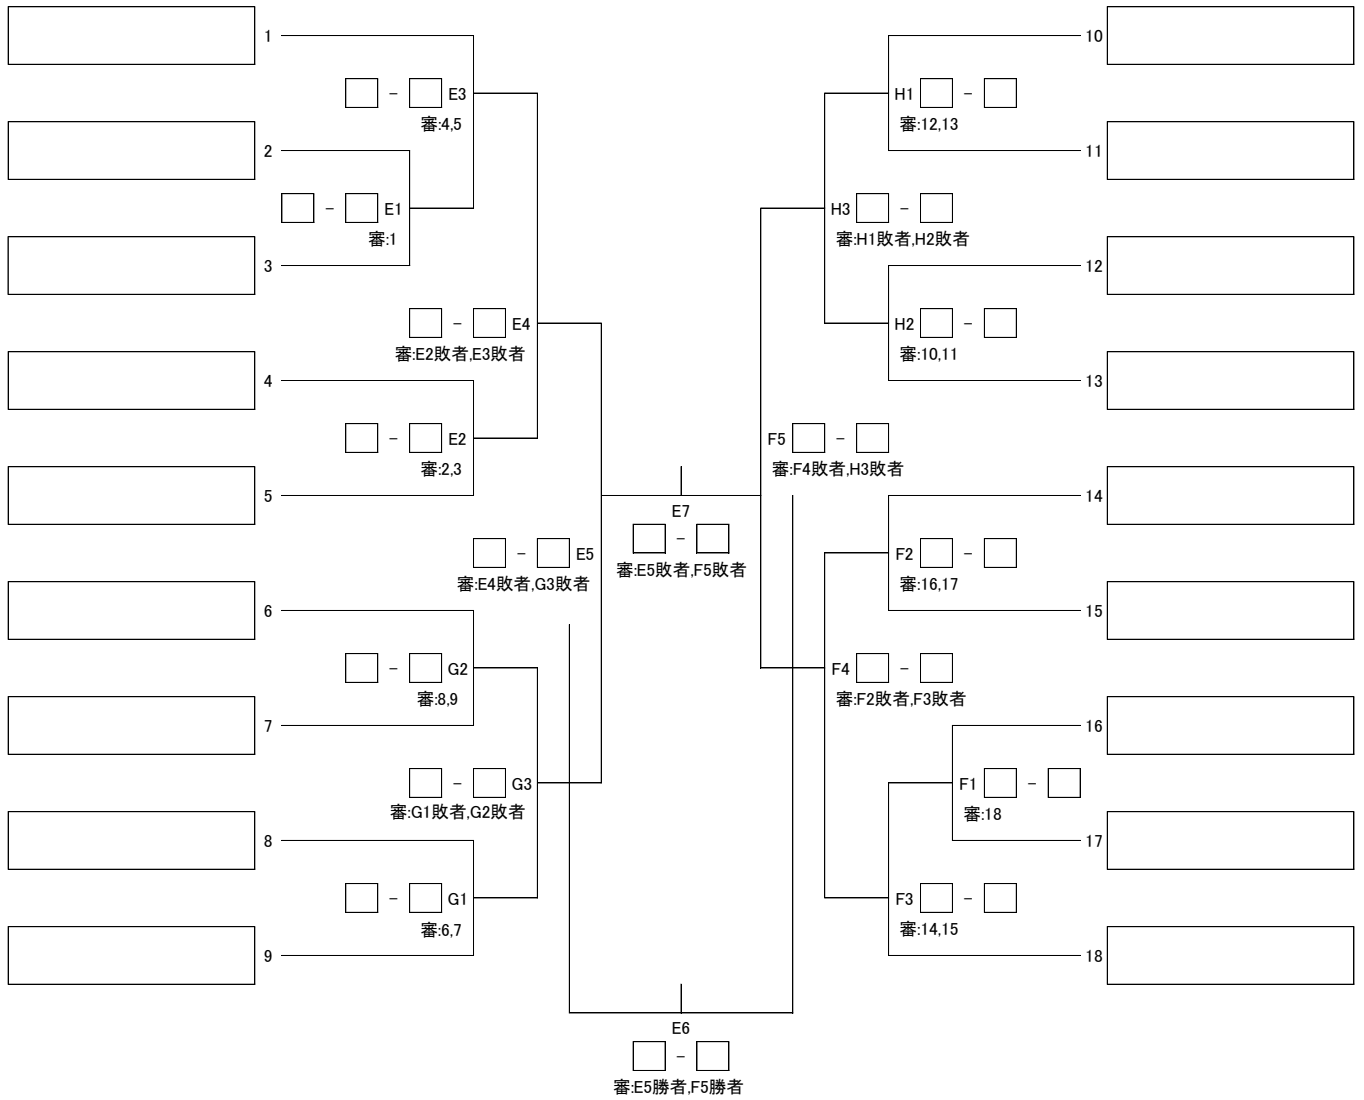 1
10
－ E3
H1 －
審:4,5
審:12,13
2
11
－ E1
H3 －
審:1
審:H1敗者,H2敗者
3
12
－ E4
H2 －
審:E2敗者,E3敗者
審:10,11
4
13
－ E2
F5 －
審:2,3
審:F4敗者,H3敗者
5
14
E7
－ E5
－
F2 －
審:E4敗者,G3敗者
審:E5敗者,F5敗者
審:16,17
6
15
－ G2
F4 －
審:8,9
審:F2敗者,F3敗者
7
16
－ G3
F1 －
審:G1敗者,G2敗者
審:18
8
17
－ G1
F3 －
審:6,7
審:14,15
9
18
E6
－
審:E5勝者,F5勝者